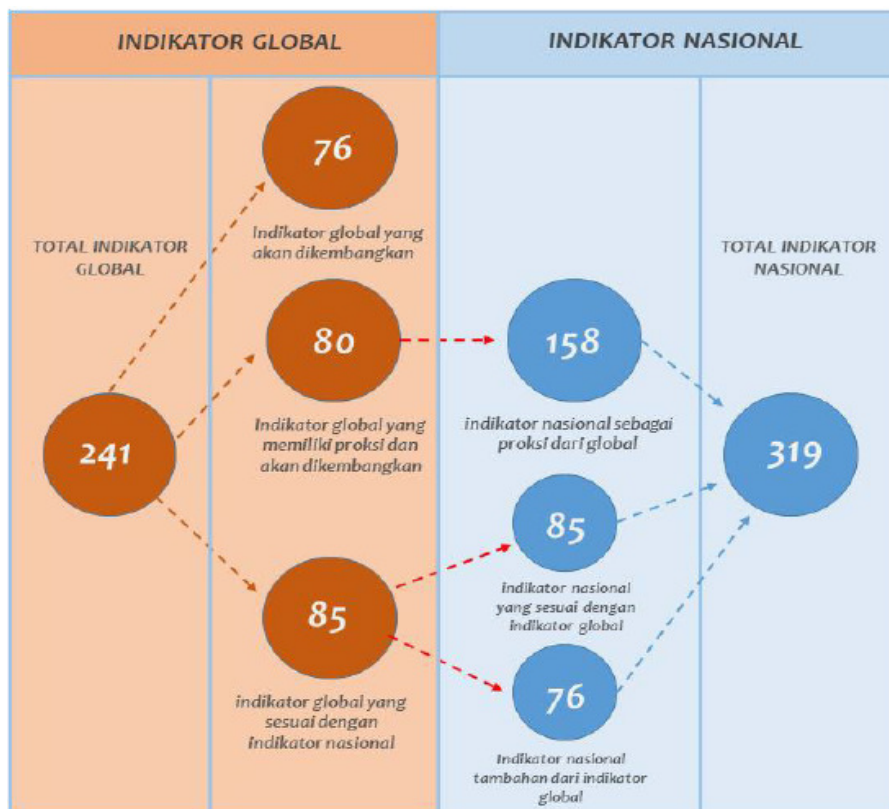 INDIKATOR GLOBAL
INDIKATOR NASIONAL
TOTAL INDIKATOR
GLOBAL
241
76
Indikator global yang
akan dikembangkan
80
Indikator global yang
memiliki proksi dan
akan dikembangkan
85
indikator global yang
sesuai dengan
indikator nasional
158
indikator nasional sebagai
proksi dari global
85
indikator nasional
yang sesuai dengan
indikator global
76
Indikator nasional
tambahan dari indikator
global
TOTAL INDIKATOR
NASIONAL
319